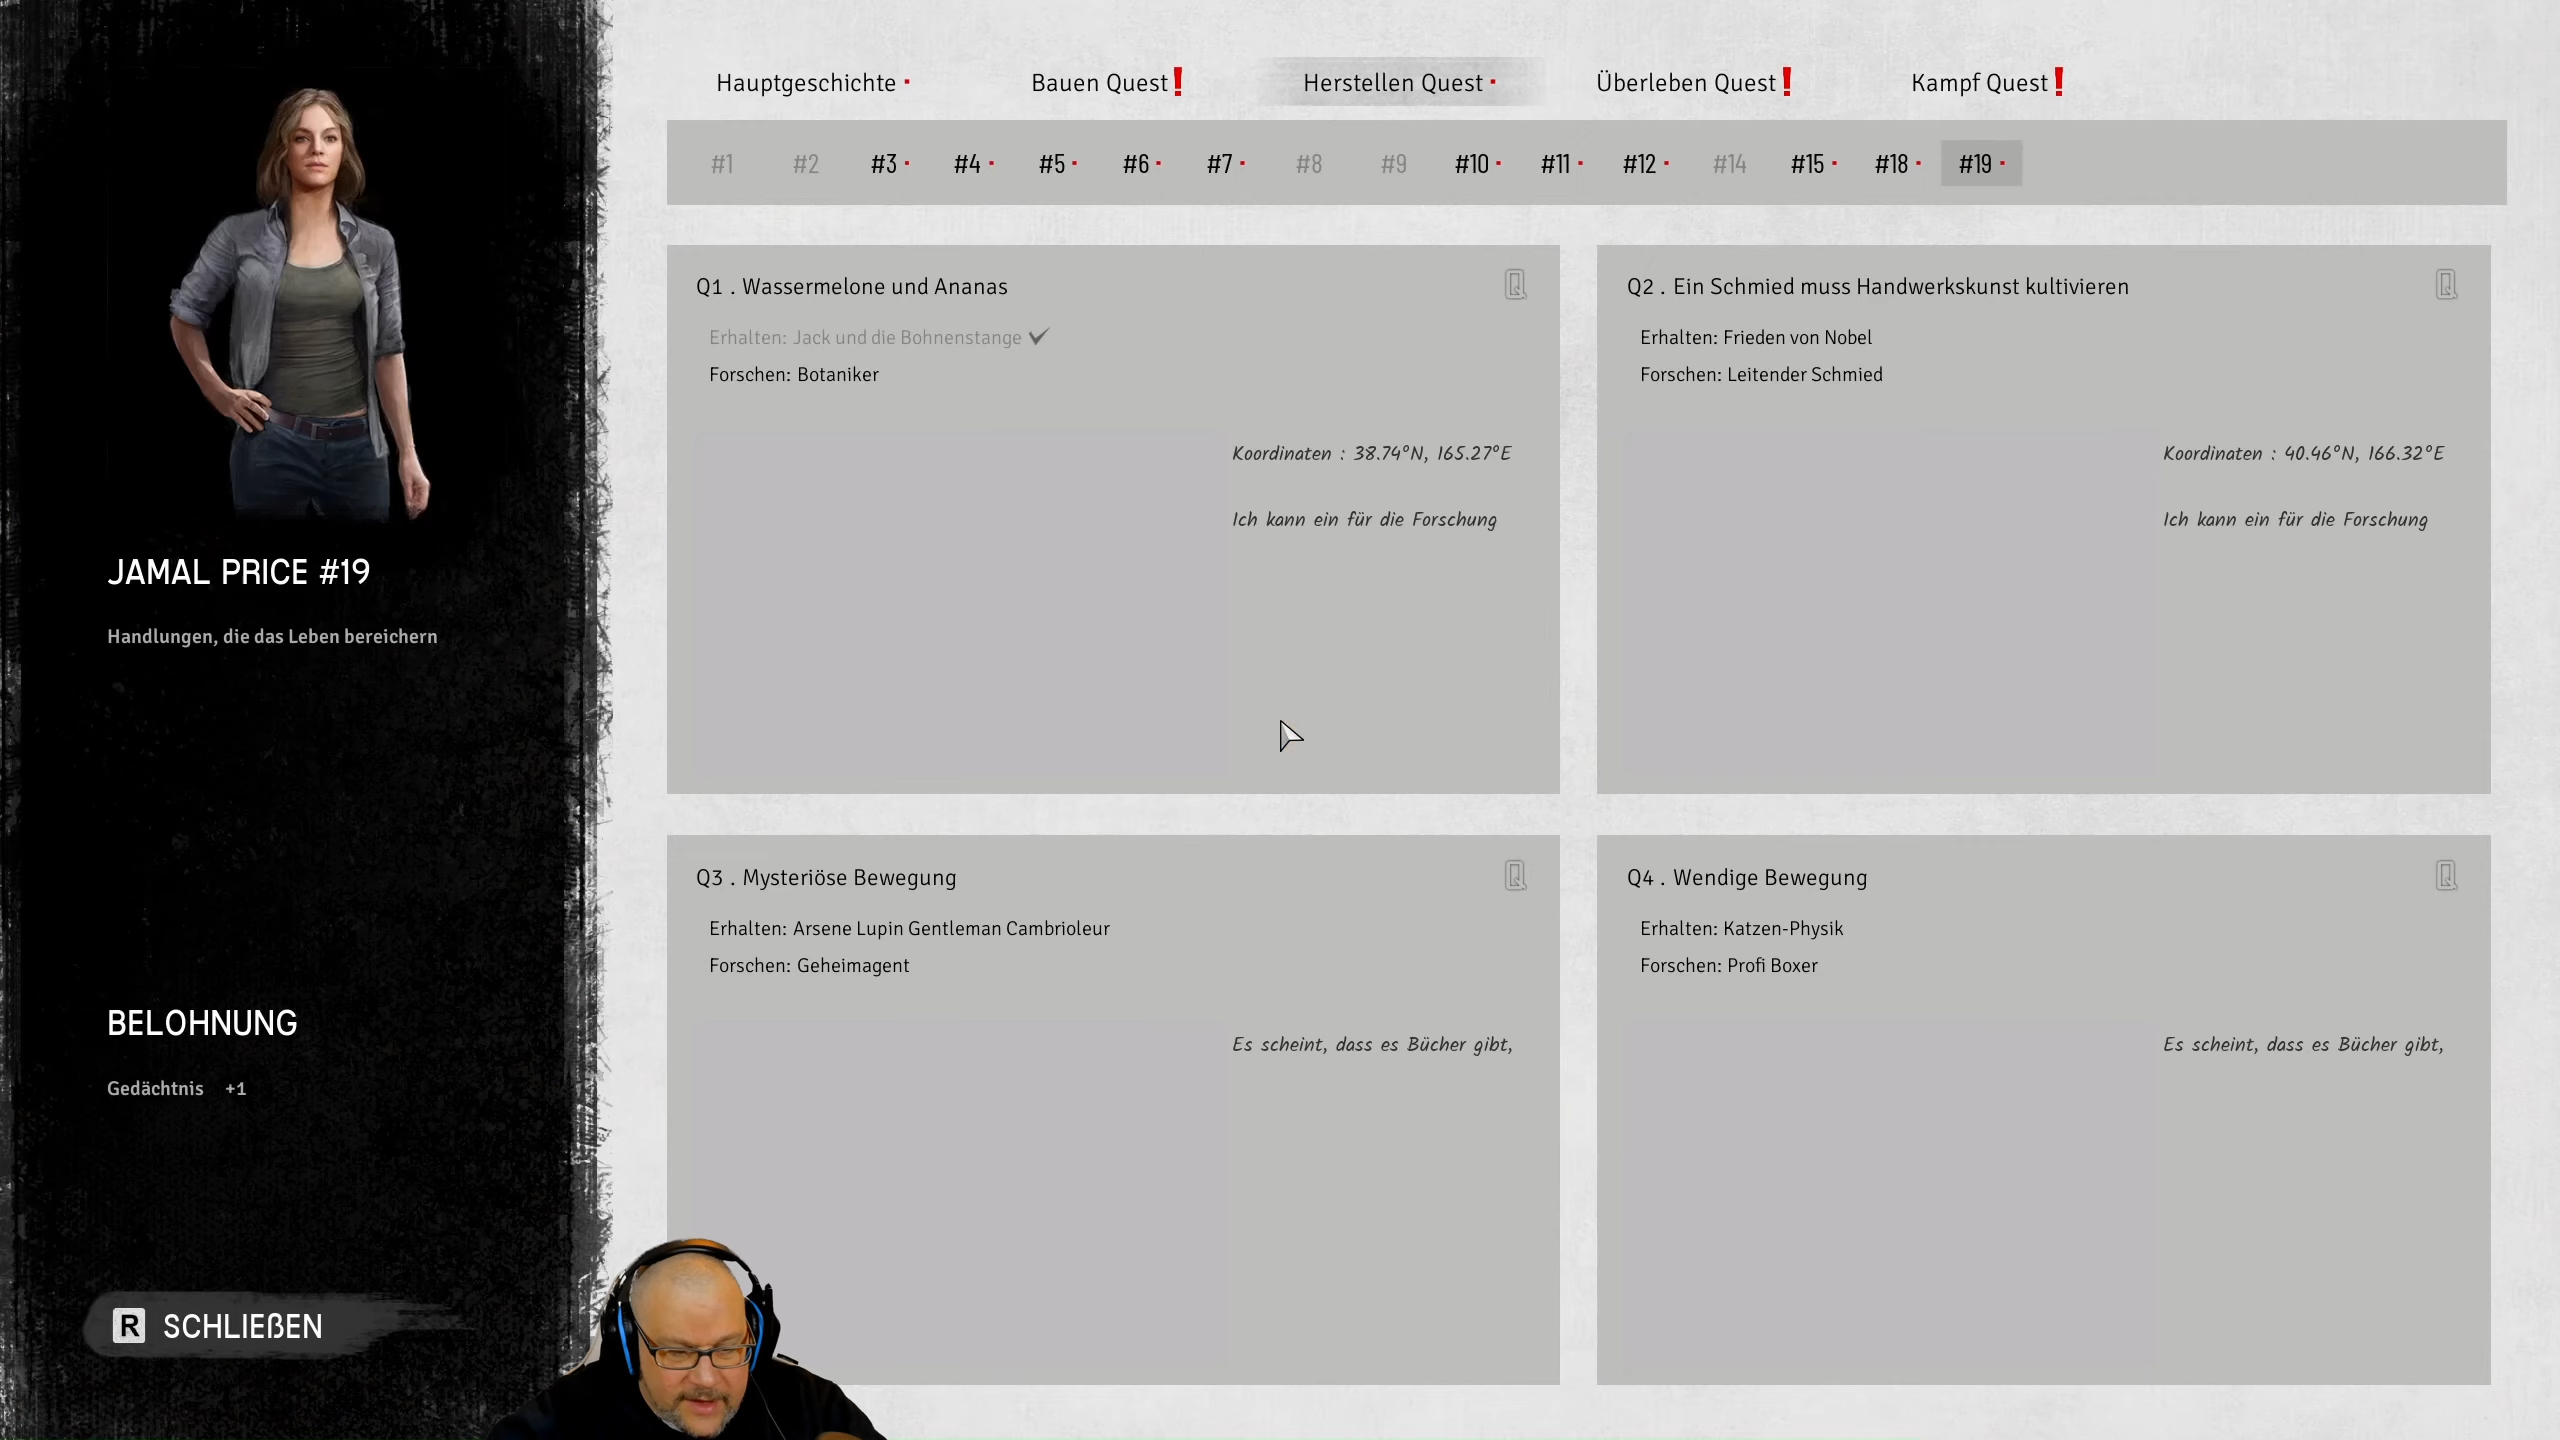 Hauptgeschichte
Bauen Quest!
Herstellen Quest
Überleben Quest!
Kampf Quest!
#1 #2 #3 #4 #5 #6 #7 #8 #9 #10 #11 #12 #14 #15 #18 #19
JAMAL PRICE #19
Handlungen, die das Leben bereichern
BELOHNUNG
Gedächtnis +1
R SCHLIEßEN
Q1 . Wassermelone und Ananas
Erhalten: Jack und die Bohnenstange ✓
Forschen: Botaniker
Koordinaten : 38.74°N, 165.27°E
Ich kann ein für die Forschung
Q2 . Ein Schmied muss Handwerkskunst kultivieren
Erhalten: Frieden von Nobel
Forschen: Leitender Schmied
Koordinaten : 40.46°N, 166.32°E
Ich kann ein für die Forschung
Q3 . Mysteriöse Bewegung
Erhalten: Arsene Lupin Gentleman Cambrioleur
Forschen: Geheimagent
Es scheint, dass es Bücher gibt,
Q4 . Wendige Bewegung
Erhalten: Katzen-Physik
Forschen: Profi Boxer
Es scheint, dass es Bücher gibt,